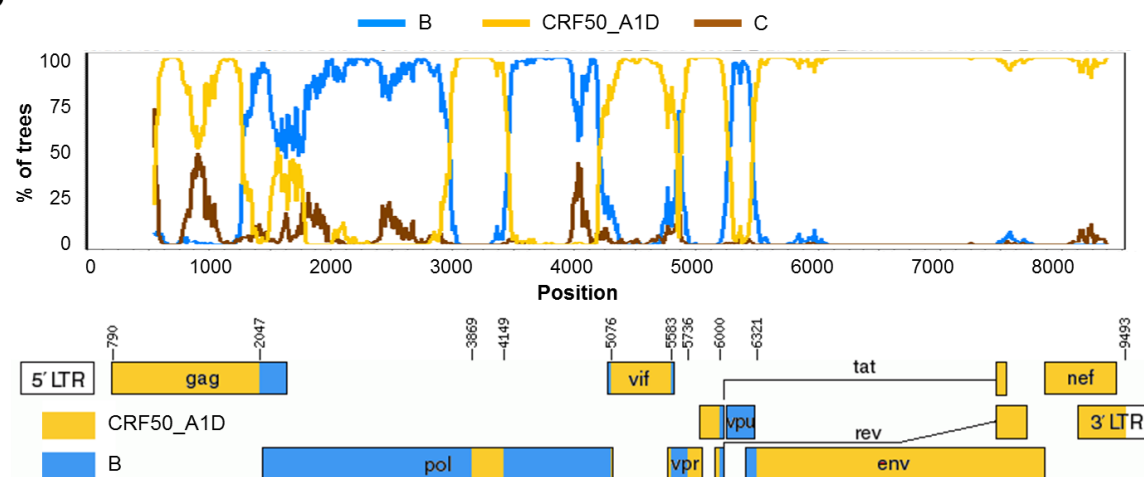 B CRF50_A1D C
100
75
50
25
0
% of trees
0 1000 2000 3000 4000 5000 6000 7000 8000
Position
790 2047 3869 4149 5076 5583 5736 6000 6321 9493
5′ LTR gag vif tat nef
CRF50_A1D vpu rev 3′ LTR
B pol vpr env